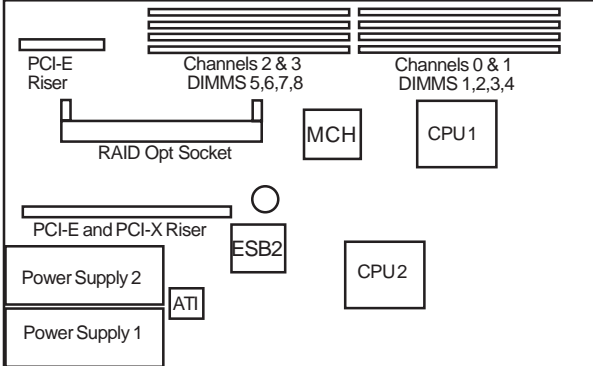 PCI-E
Riser
Channels 2 & 3
DIMMS 5,6,7,8
Channels 0 & 1
DIMMS 1,2,3,4
RAID Opt Socket
MCH
CPU1
PCI-E and PCI-X Riser
ESB2
CPU2
Power Supply 2
ATI
Power Supply 1